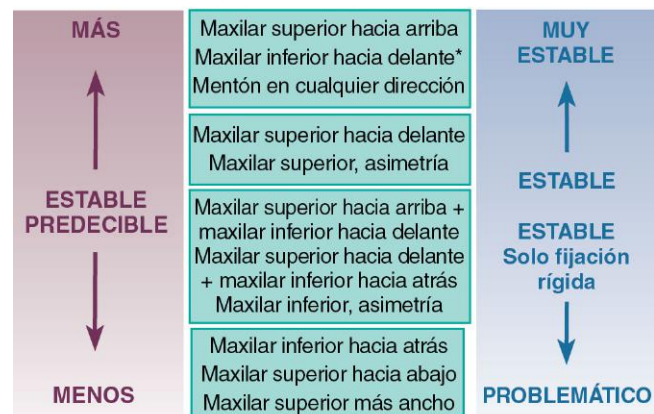 MÁS
ESTABLE
PREDECIBLE
MENOS
Maxilar superior hacia arriba
Maxilar inferior hacia delante*
Mentón en cualquier dirección
Maxilar superior hacia delante
Maxilar superior, asimetría
Maxilar superior hacia arriba +
maxilar inferior hacia delante
Maxilar superior hacia delante
+ maxilar inferior hacia atrás
Maxilar inferior, asimetría
Maxilar inferior hacia atrás
Maxilar superior hacia abajo
Maxilar superior más ancho
MUY
ESTABLE
ESTABLE
ESTABLE
Solo fijación
rígida
PROBLEMÁTICO